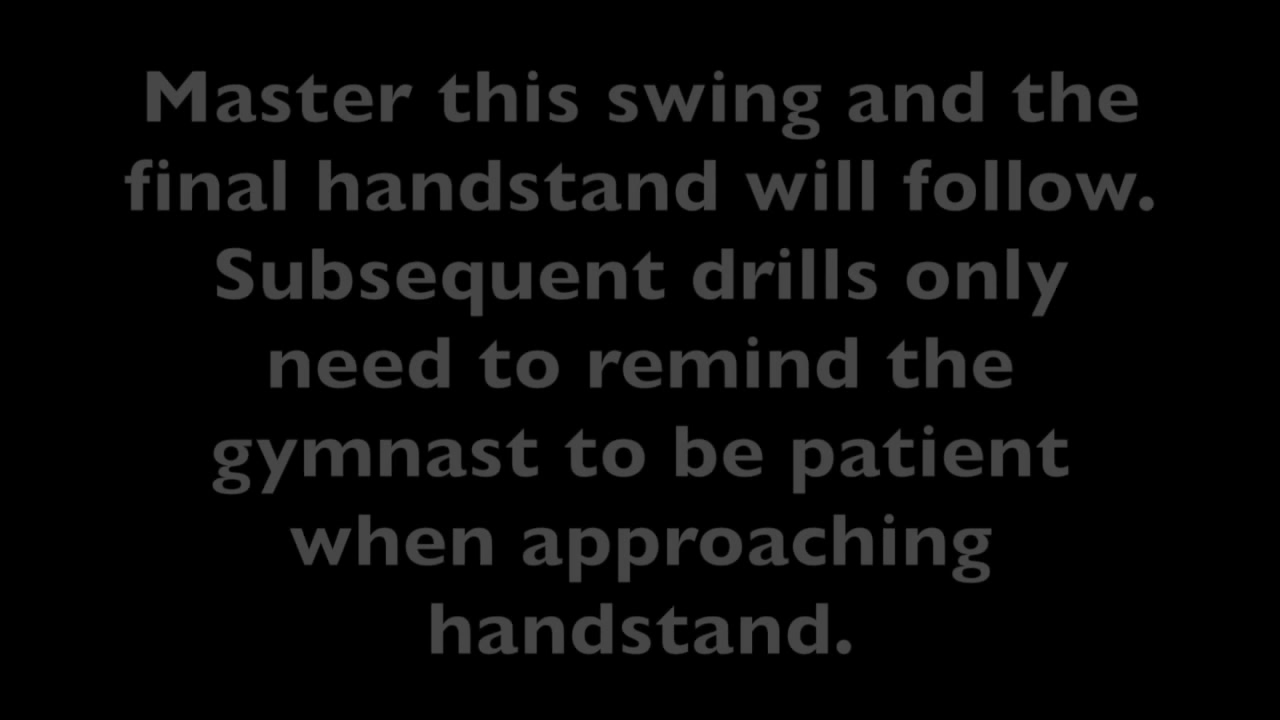 Master this swing and the
final handstand will follow.
Subsequent drills only
need to remind the
gymnast to be patient
when approaching
handstand.